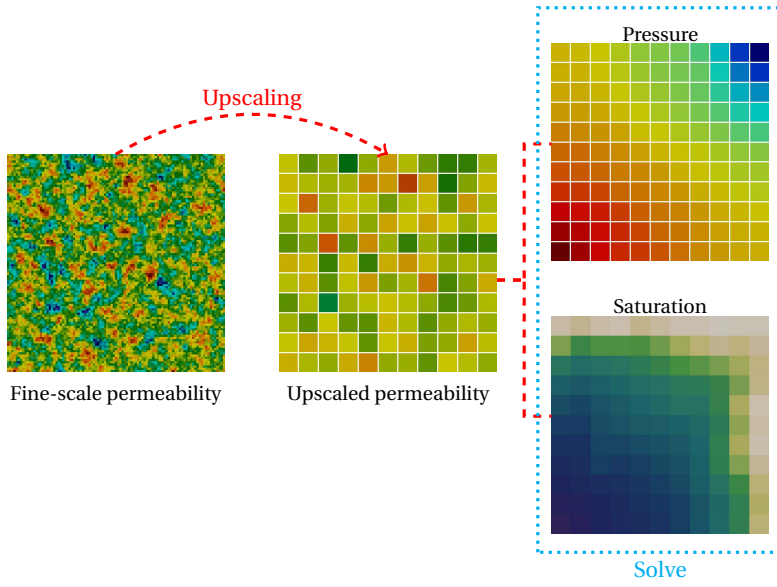 Pressure
Upscaling
Fine-scale permeability
Upscaled permeability
Saturation
Solve